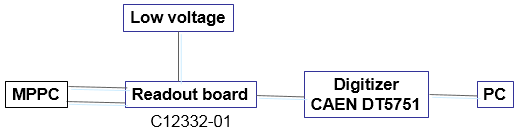 Low voltage
MPPC
Readout board
Digitizer
CAEN DT5751
PC
C12332-01